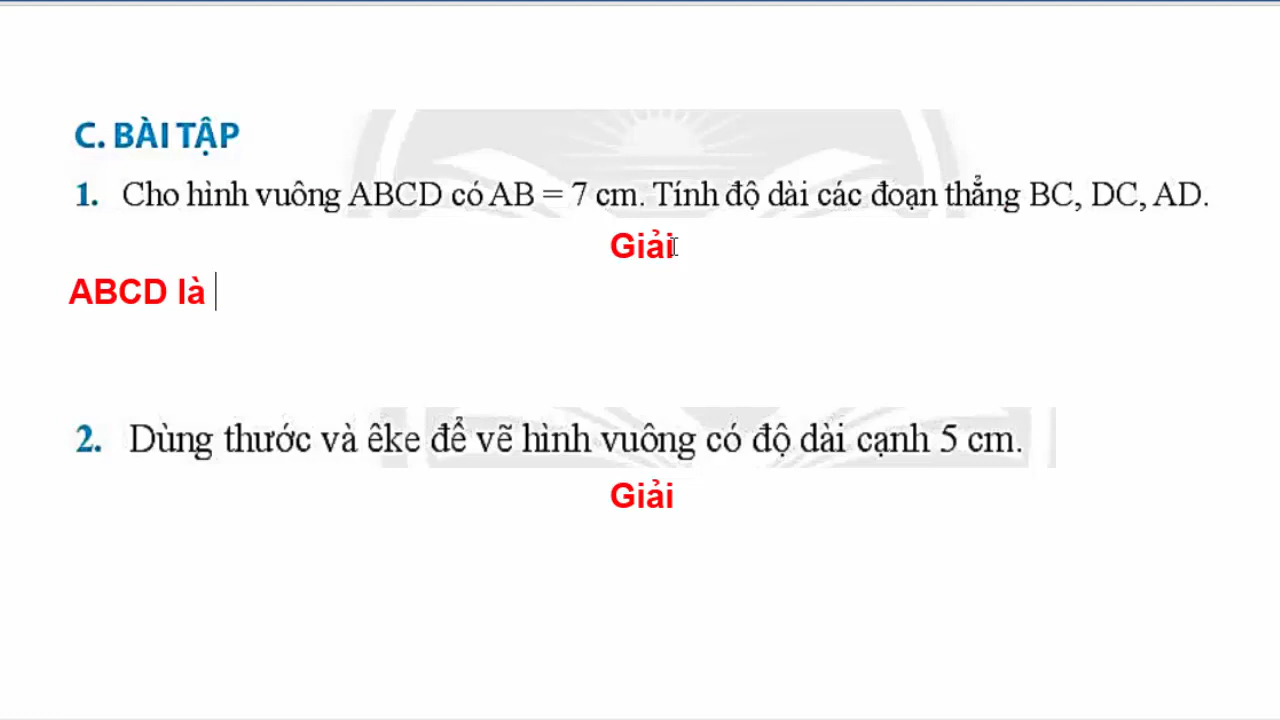 C. BÀI TẬP
1. Cho hình vuông ABCD có AB = 7 cm. Tính độ dài các đoạn thẳng BC, DC, AD.
Giải
ABCD là
2. Dùng thước và êke để vẽ hình vuông có độ dài cạnh 5 cm.
Giải